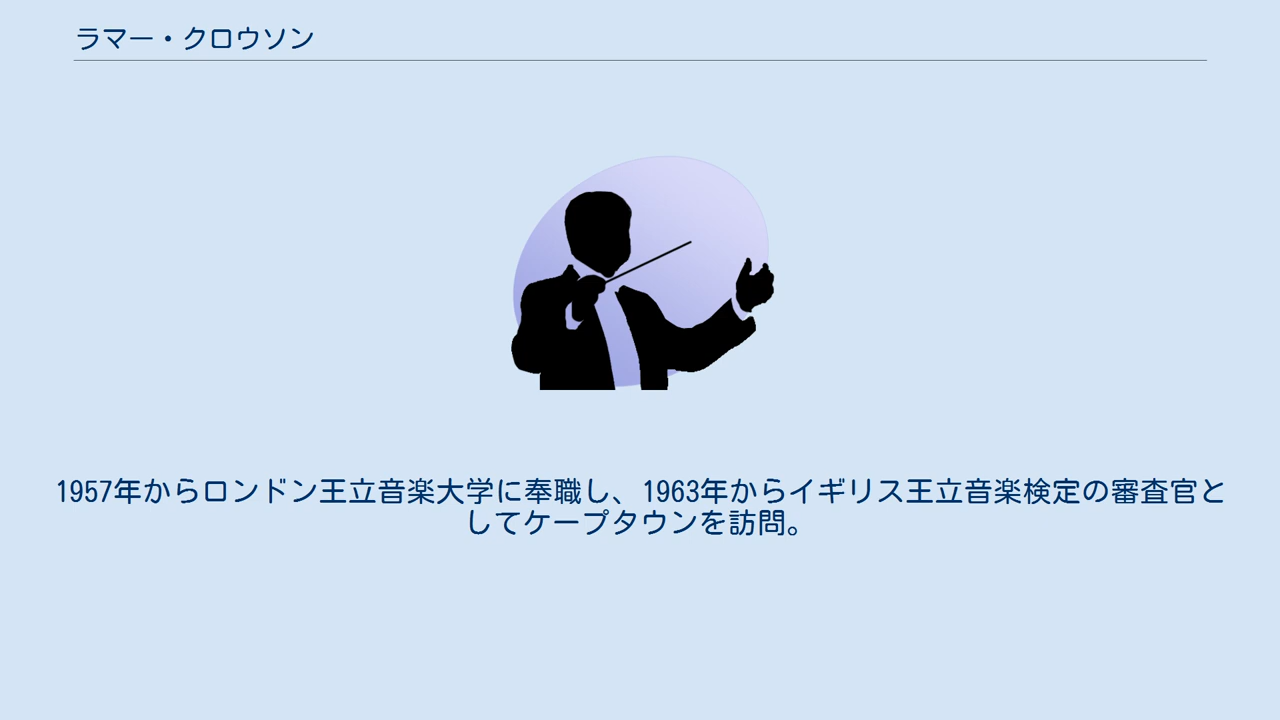 ラマー・クロウソン
1957年からロンドン王立音楽大学に奉職し、1963年からイギリス王立音楽検定の審査官と
してケープタウンを訪問。